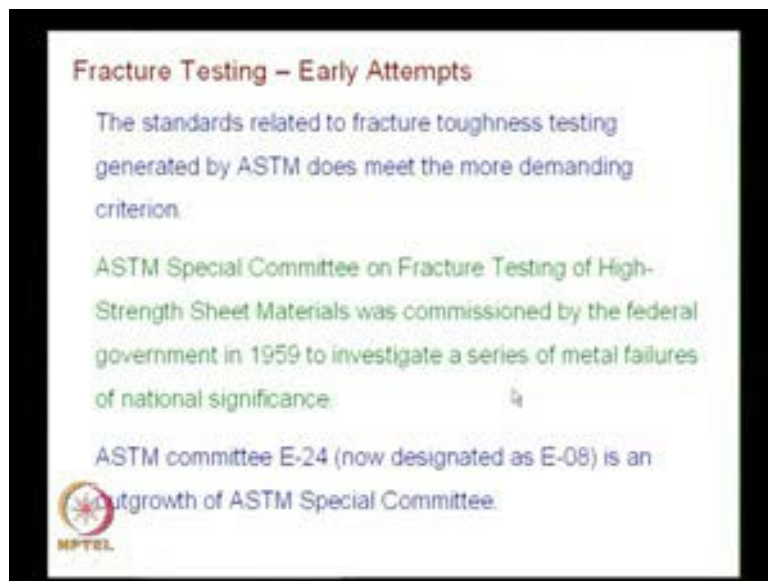 Fracture Testing – Early Attempts
The standards related to fracture toughness testing
generated by ASTM does meet the more demanding
criterion.
ASTM Special Committee on Fracture Testing of High-
Strength Sheet Materials was commissioned by the federal
government in 1959 to investigate a series of metal failures
of national significance.
ASTM committee E-24 (now designated as E-08) is an
outgrowth of ASTM Special Committee.
NPTEL